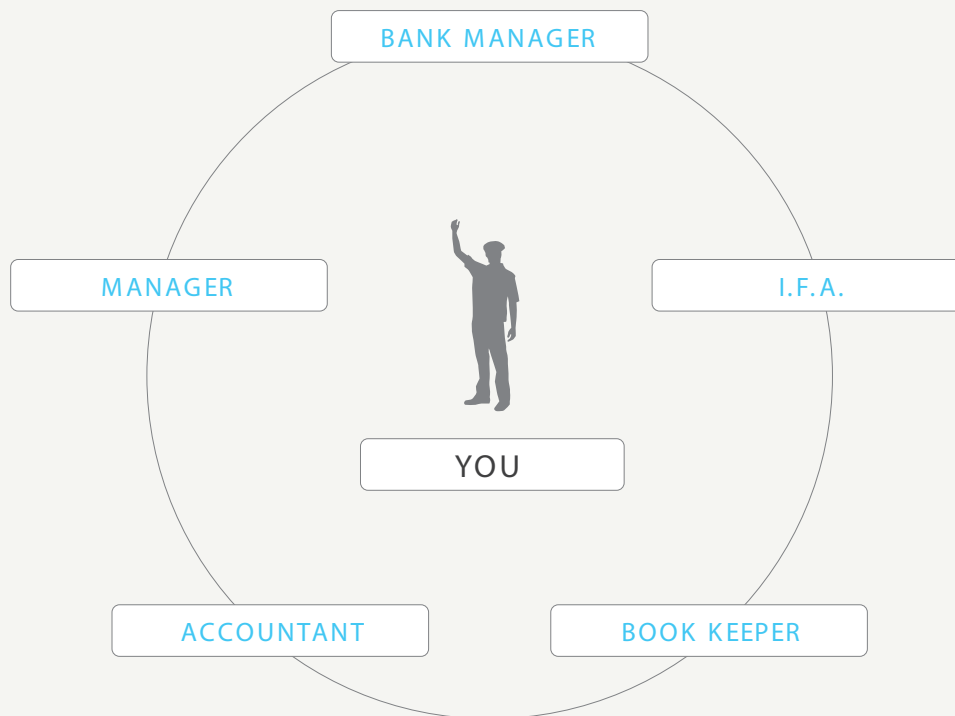 BANK MANAGER
MANAGER
I.F.A.
YOU
ACCOUNTANT
BOOK KEEPER